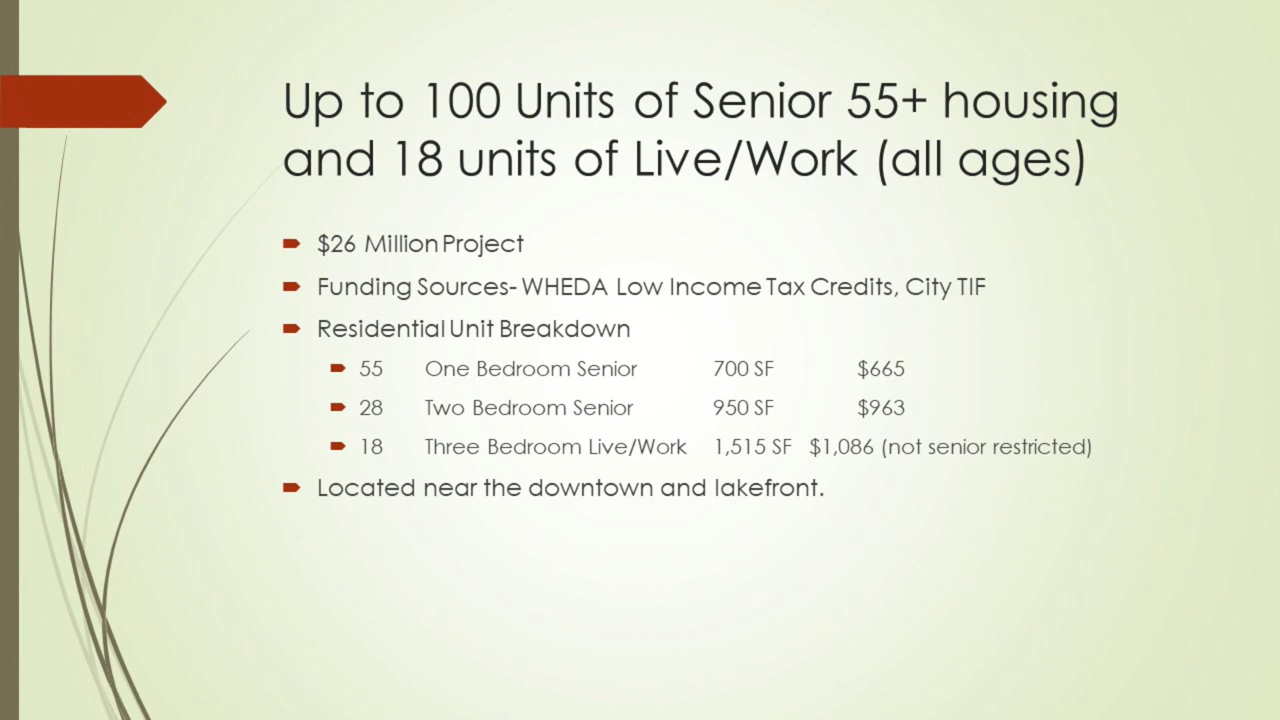 Up to 100 Units of Senior 55+ housing
and 18 units of Live/Work (all ages)
$26 Million Project
Funding Sources- WHEDA Low Income Tax Credits, City TIF
Residential Unit Breakdown
55 One Bedroom Senior 700 SF $665
28 Two Bedroom Senior 950 SF $963
18 Three Bedroom Live/Work 1,515 SF $1,086 (not senior restricted)
Located near the downtown and lakefront.